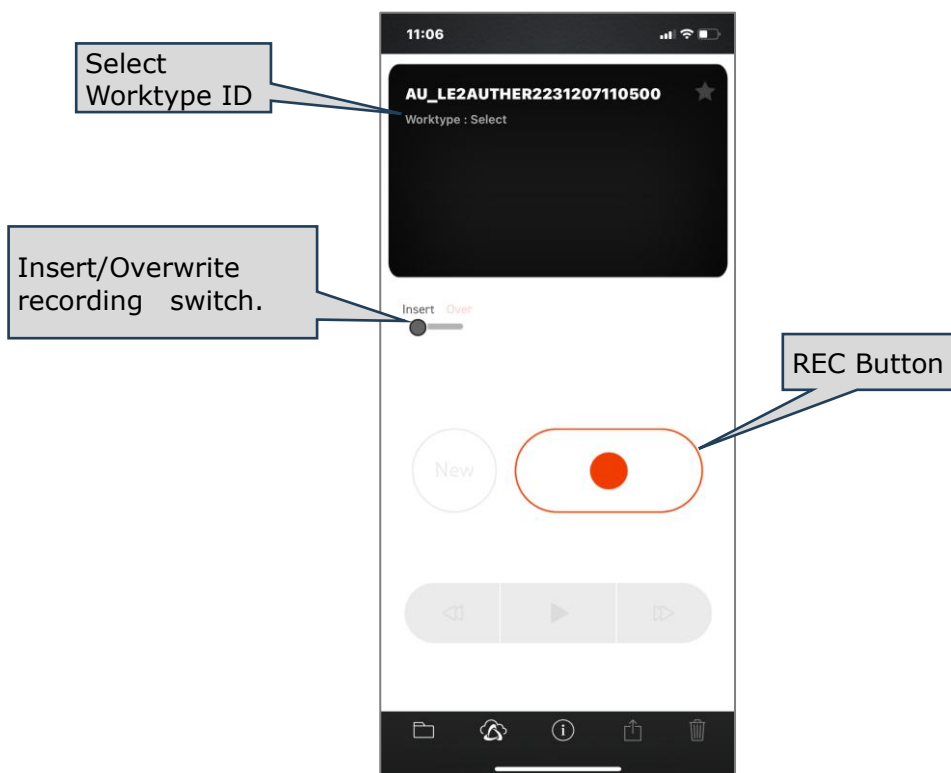 11:06
Select
Worktype ID
AU_LE2AUTHER2231207110500
Worktype : Select
Insert/Overwrite
recording switch.
Insert Over
REC Button
New